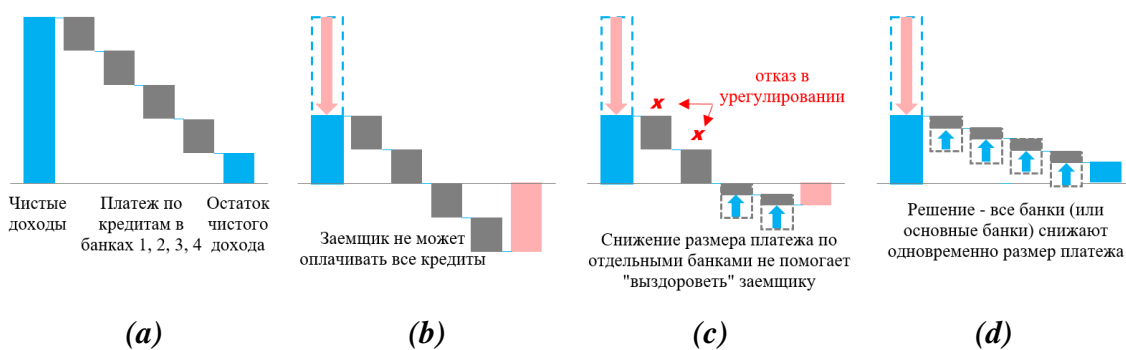 x
x
отказ в
урегулировании
Чистые
доходы
Платеж по
кредитам в
банках 1, 2, 3, 4
Остаток
чистого
дохода
Заемщик не может
оплачивать все кредиты
Снижение размера платежа по
отдельными банками не помогает
"выздороветь" заемщику
Решение - все банки (или
основные банки) снижают
одновременно размер платежа
(a)
(b)
(c)
(d)